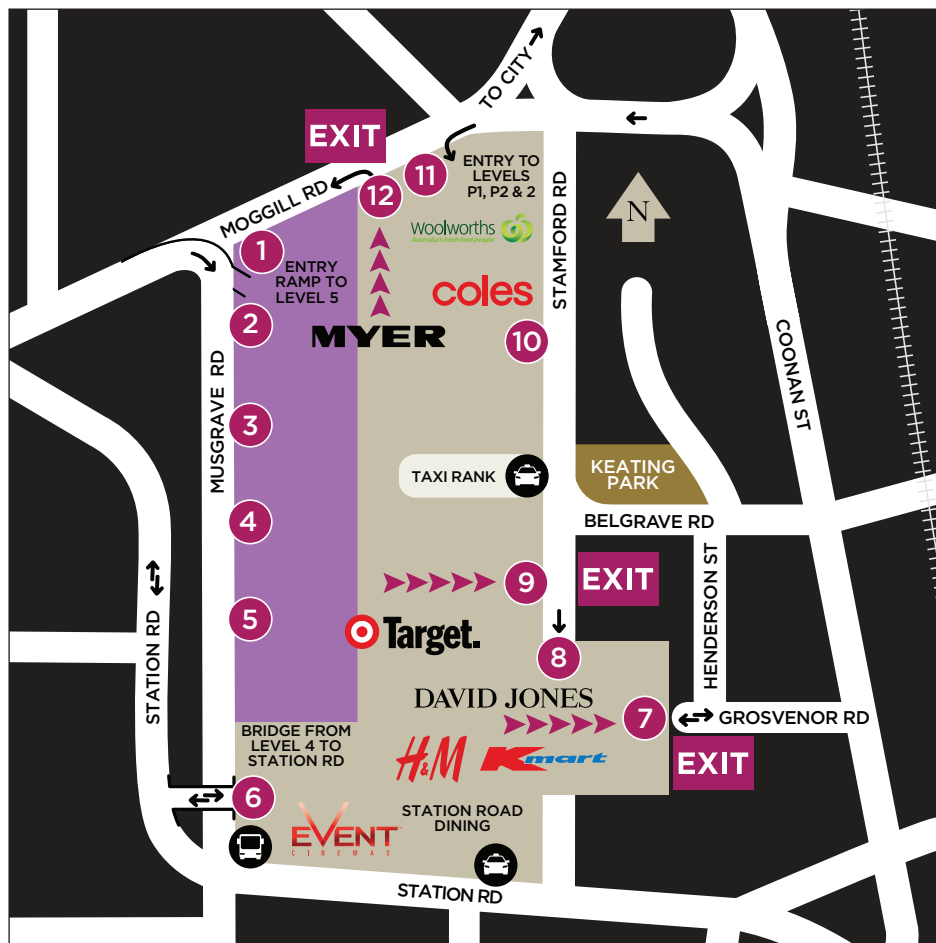 TO CITY
EXIT
11
ENTRY TO
LEVELS
P1, P2 & 2
12
MOGGILL RD
N
Woolworths
Australia's fresh food people
1
ENTRY
RAMP TO
LEVEL 5
STAMFORD RD
coles
2
MYER
10
COONAN ST
MUSGRAVE RD
3
TAXI RANK
KEATING
PARK
4
BELGRAVE RD
9
EXIT
HENDERSON ST
5
Target.
8
STATION RD
DAVID JONES
7
GROSVENOR RD
BRIDGE FROM
LEVEL 4 TO
STATION RD
H&M
Kmart
EXIT
6
STATION ROAD
DINING
EVENT
CINEMAS
STATION RD